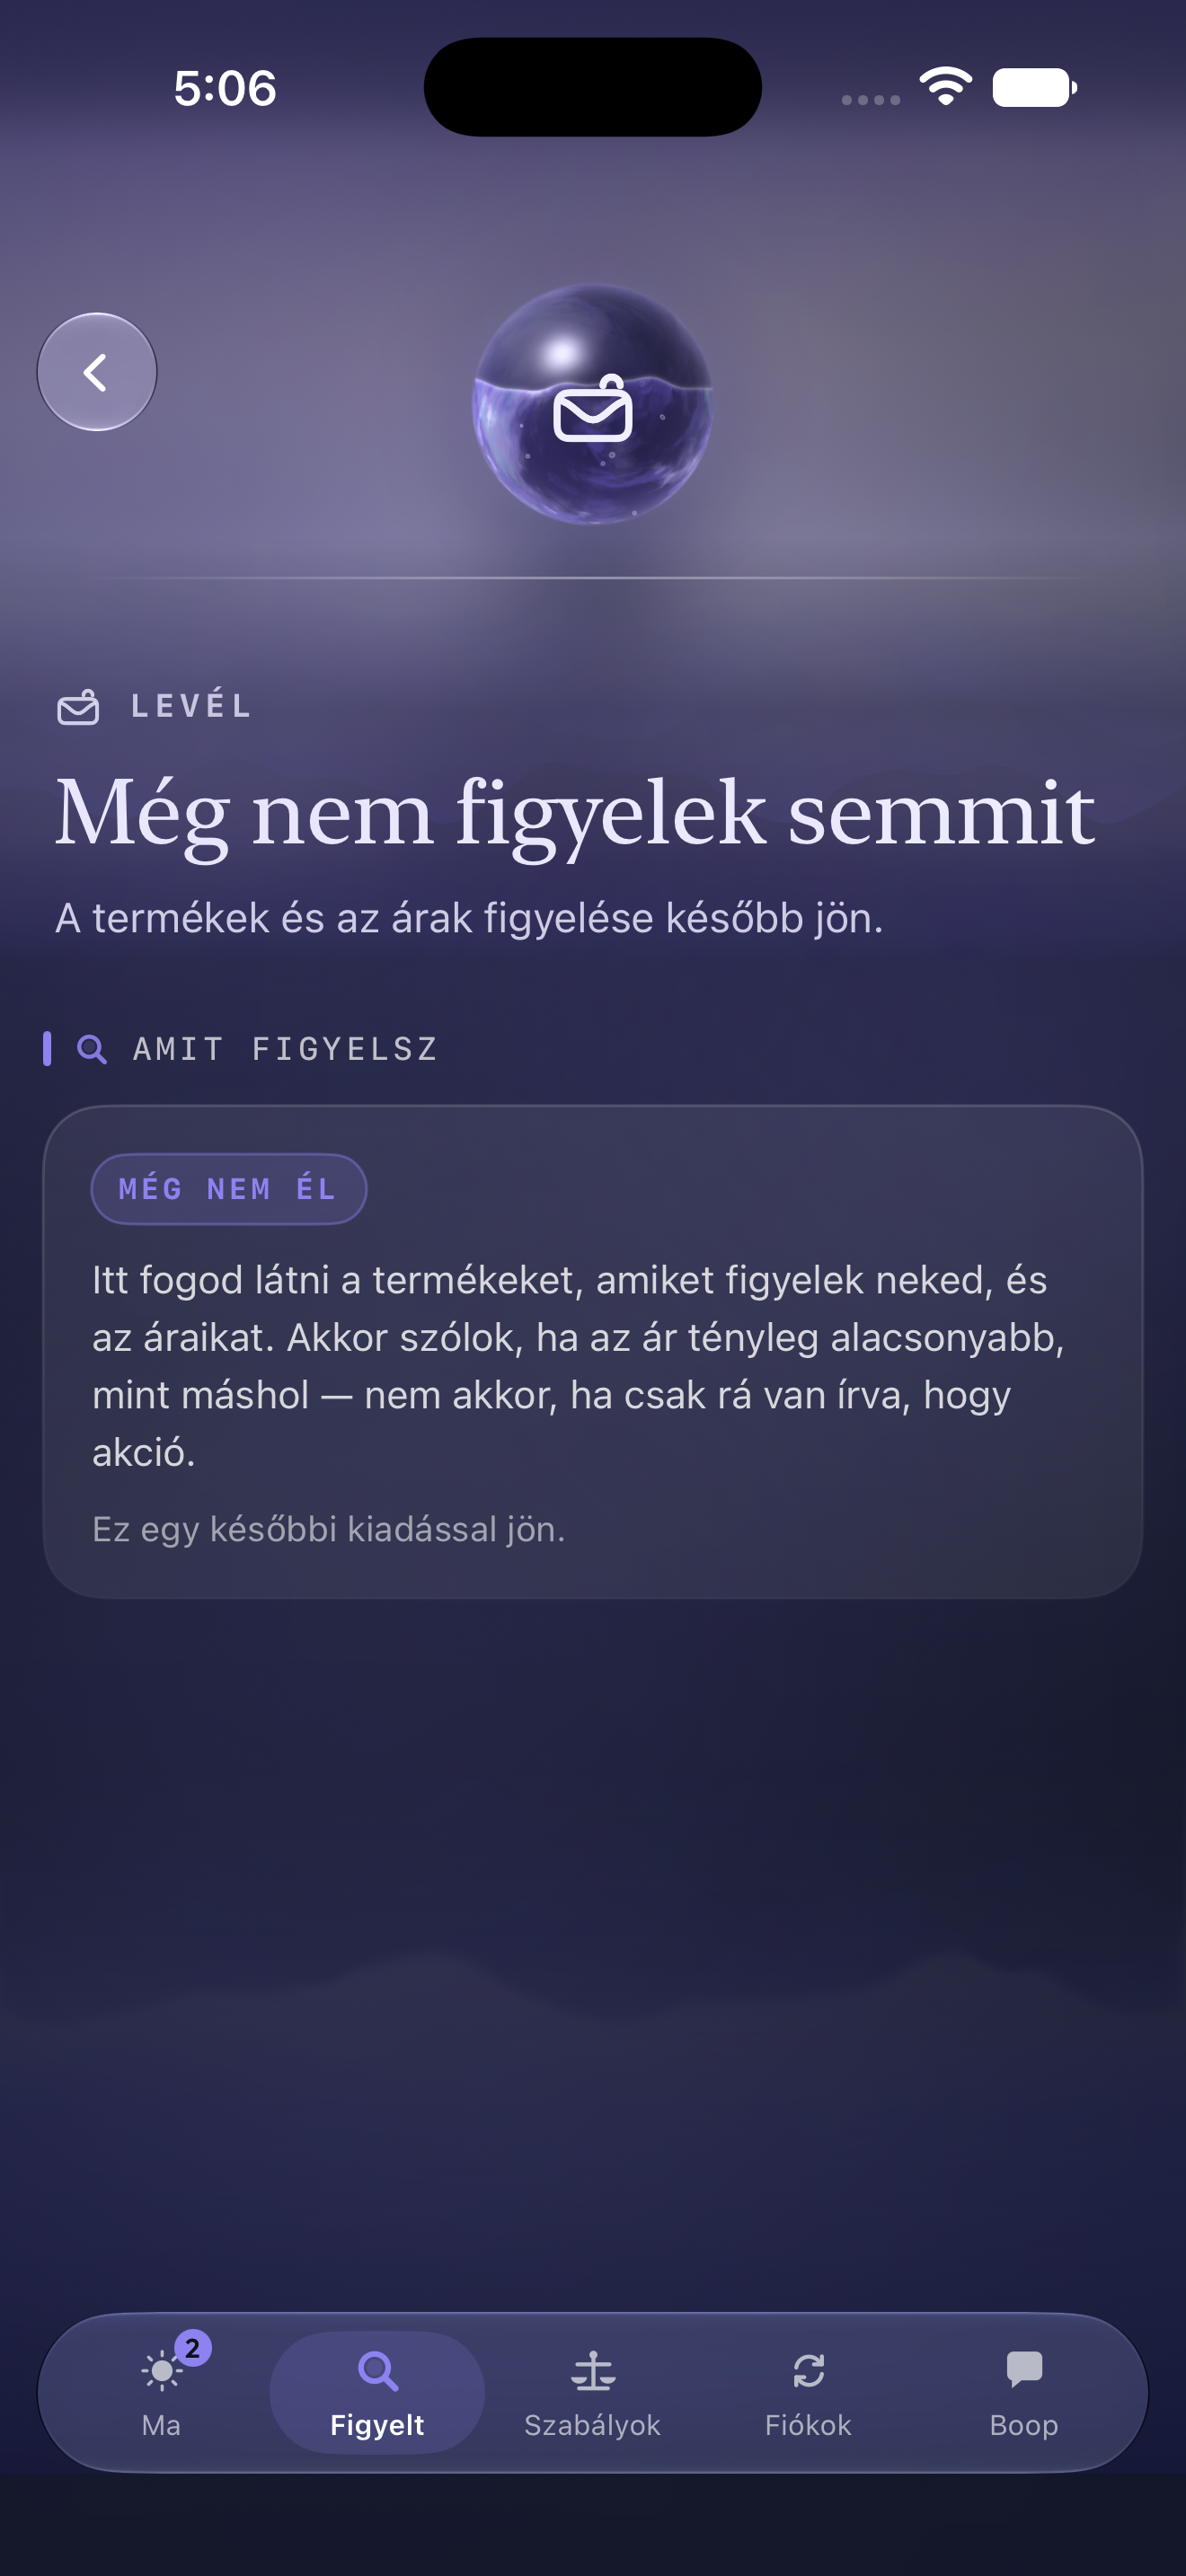 5:06
LEVÉL
Még nem figyelek semmit
A termékek és az árak figyelése később jön.
AMIT FIGYELSZ
MÉG NEM ÉL
Itt fogod látni a termékeket, amiket figyelek neked, és
az áraikat. Akkor szólok, ha az ár tényleg alacsonyabb,
mint máshol — nem akkor, ha csak rá van írva, hogy
akció.
Ez egy későbbi kiadással jön.
2
Ma
Figyelt
Szabályok
Fiókok
Boop